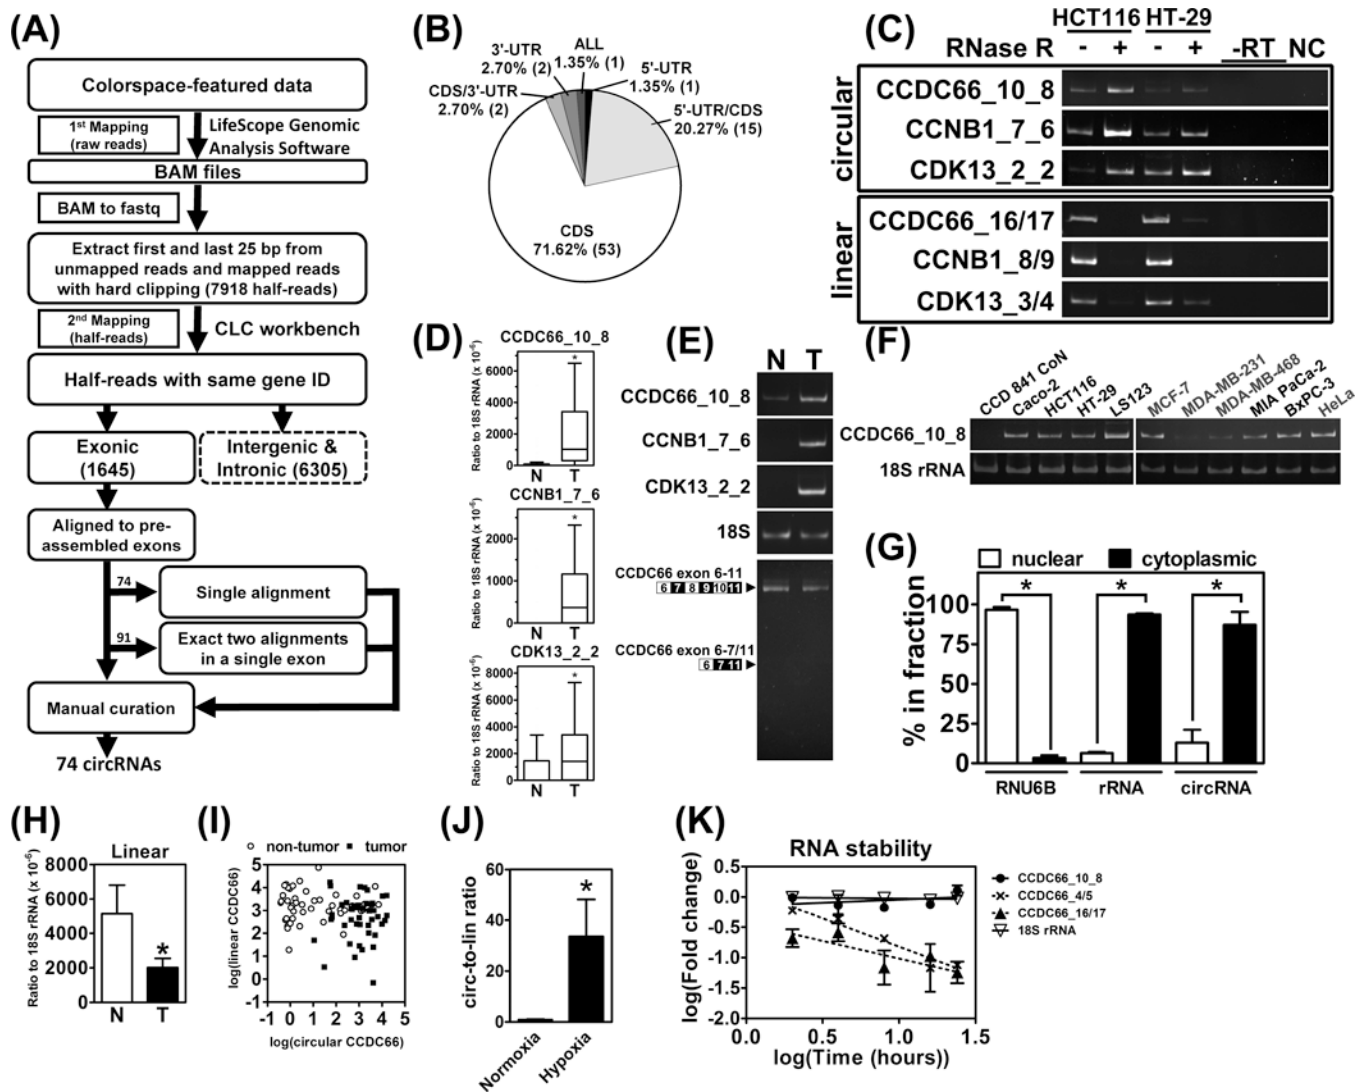 (A)
Colorspace-featured data
1st Mapping
(raw reads)
LifeScope Genomic
Analysis Software
BAM files
BAM to fastq
Extract first and last 25 bp from
unmapped reads and mapped reads
with hard clipping (7918 half-reads)
2nd Mapping
(half-reads)
CLC workbench
Half-reads with same gene ID
Exonic
(1645)
Intergenic &
Intronic (6305)
Aligned to pre-
assembled exons
74
Single alignment
91
Exact two alignments
in a single exon
Manual curation
74 circRNAs
(B)
3'-UTR
2.70% (2)
ALL
1.35% (1)
5'-UTR
1.35% (1)
CDS/3'-UTR
2.70% (2)
5'-UTR/CDS
20.27% (15)
CDS
71.62% (53)
(C)
HCT116 HT-29
RNase R - + - + -RT NC
circular
CCDC66_10_8
CCNB1_7_6
CDK13_2_2
linear
CCDC66_16/17
CCNB1_8/9
CDK13_3/4
(D)
CCDC66_10_8
Ratio to 18S rRNA (x 10-6)
6000
4000
2000
0
*
N T
CCNB1_7_6
Ratio to 18S rRNA (x 10-6)
3000
2000
1000
0
*
N T
CDK13_2_2
Ratio to 18S rRNA (x 10-6)
8000
6000
4000
2000
0
*
N T
(E)
N T
CCDC66_10_8
CCNB1_7_6
CDK13_2_2
18S
CCDC66 exon 6-11
6 7 8 9 10 11
CCDC66 exon 6-7/11
6 7 11
(F)
CCD 841 CoN
Caco-2
HCT116
HT-29
LS123
MCF-7
MDA-MB-231
MDA-MB-468
MIA PaCa-2
BxPC-3
HeLa
CCDC66_10_8
18S rRNA
(G)
nuclear cytoplasmic
% in fraction
100
75
50
25
0
* * *
RNU6B rRNA circRNA
(H)
Linear
Ratio to 18S rRNA (x 10-6)
8000
6000
4000
2000
0
*
N T
(I)
non-tumor tumor
log(linear CCDC66)
5
4
3
2
1
0
-1
-1 0 1 2 3 4 5
log(circular CCDC66)
(J)
circ-to-lin ratio
60
40
20
0
*
Normoxia
Hypoxia
(K)
RNA stability
log(Fold change)
0.5
0.0
-0.5
-1.0
-1.5
-2.0
0.0 0.5 1.0 1.5
log(Time (hours))
CCDC66_10_8
CCDC66_4/5
CCDC66_16/17
18S rRNA